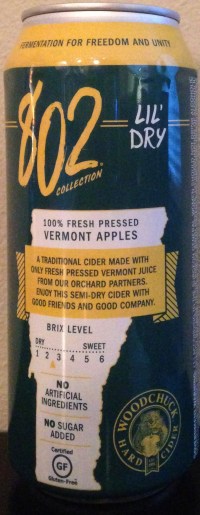 FERMENTATION FOR FREEDOM AND UNITY
802
COLLECTION
LIL'
DRY
100% FRESH PRESSED
VERMONT APPLES
A TRADITIONAL CIDER MADE WITH
ONLY FRESH PRESSED VERMONT JUICE
FROM OUR ORCHARD PARTNERS.
ENJOY THIS SEMI-DRY CIDER WITH
GOOD FRIENDS AND GOOD COMPANY.
BRIX LEVEL
DRY SWEET
1 2 3 4 5 6
NO
ARTIFICIAL
INGREDIENTS
NO SUGAR
ADDED
Certified
GF
Gluten-Free
WOODCHUCK
HARD CIDER